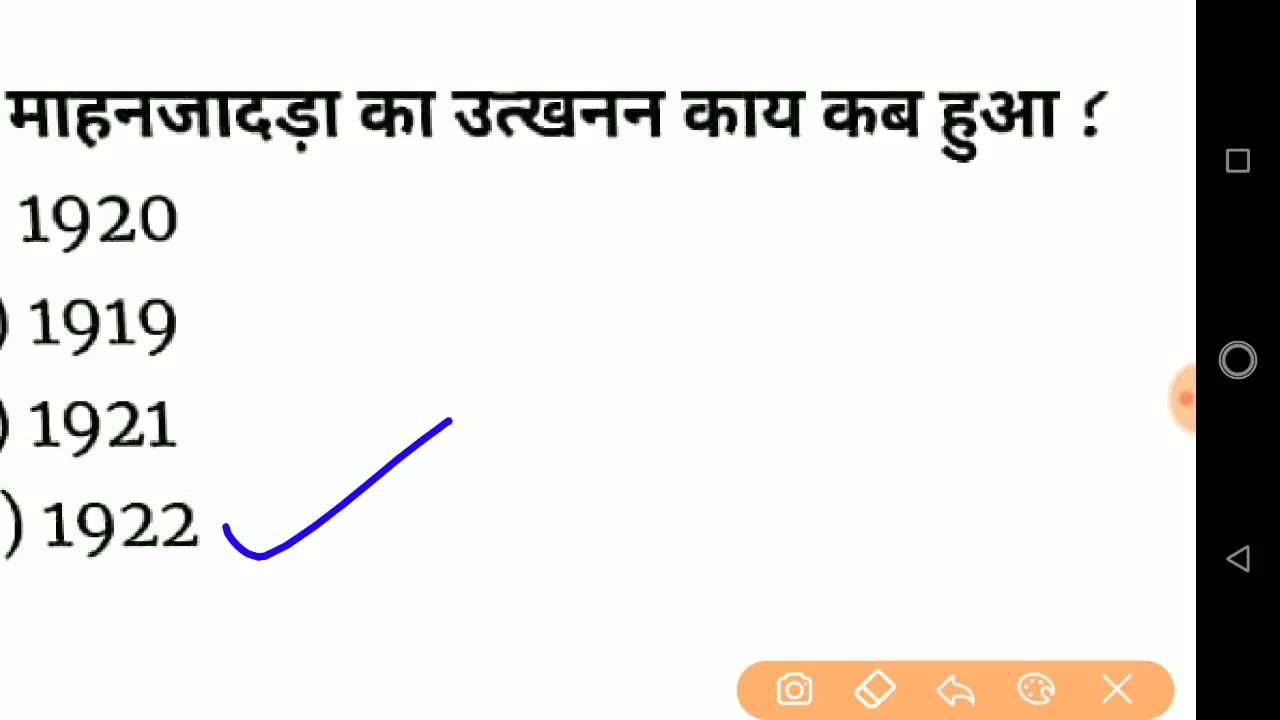 माहनजादड़ा का उत्खनन काय कब हुआ ?
1920
) 1919
) 1921
) 1922